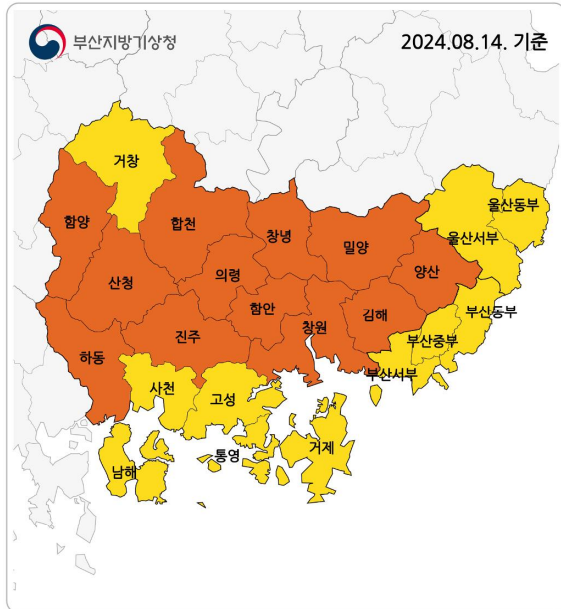 부산지방기상청
2024.08.14. 기준
거창
함양
합천
창녕
밀양
울산동부
울산서부
산청
의령
양산
함안
김해
부산동부
하동
진주
창원
부산중부
사천
고성
부산서부
남해
통영
거제